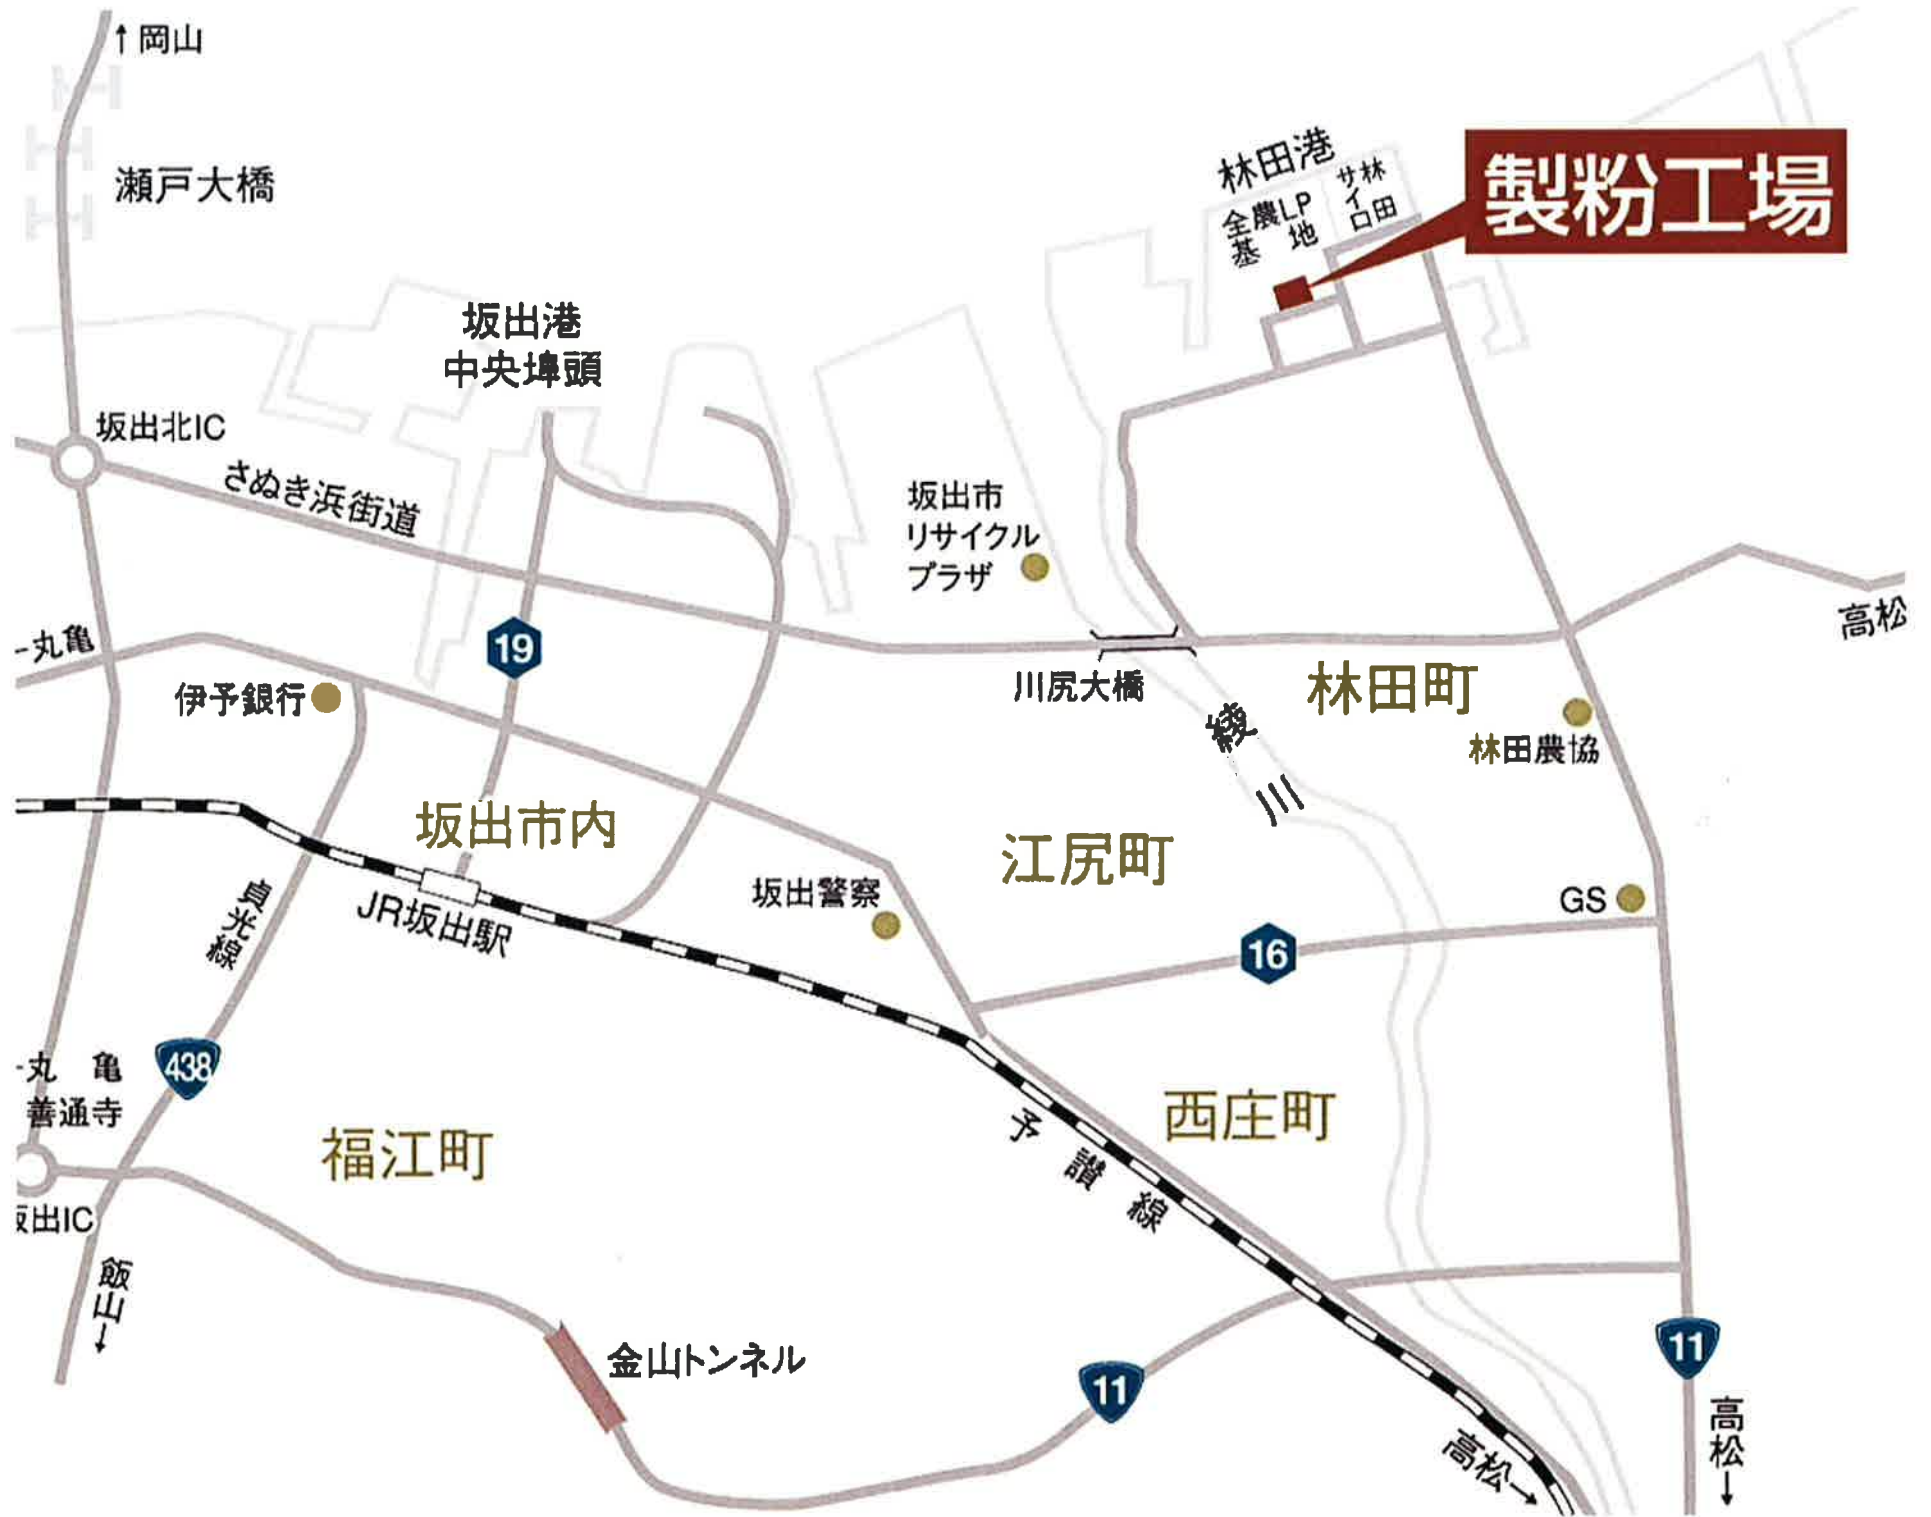 ↑岡山
瀬戸大橋
林田港
全農LP
基地
林田
サイロ
製粉工場
坂出港
中央埠頭
坂出北IC
さぬき浜街道
坂出市
リサイクル
プラザ
高松
丸亀
19
伊予銀行
川尻大橋
林田町
綾川
林田農協
坂出市内
江尻町
坂出警察
GS
貞光線
JR坂出駅
16
438
丸亀
善通寺
福江町
西庄町
予讃線
坂出IC
飯山↓
金山トンネル
11
11
高松→
高松↓